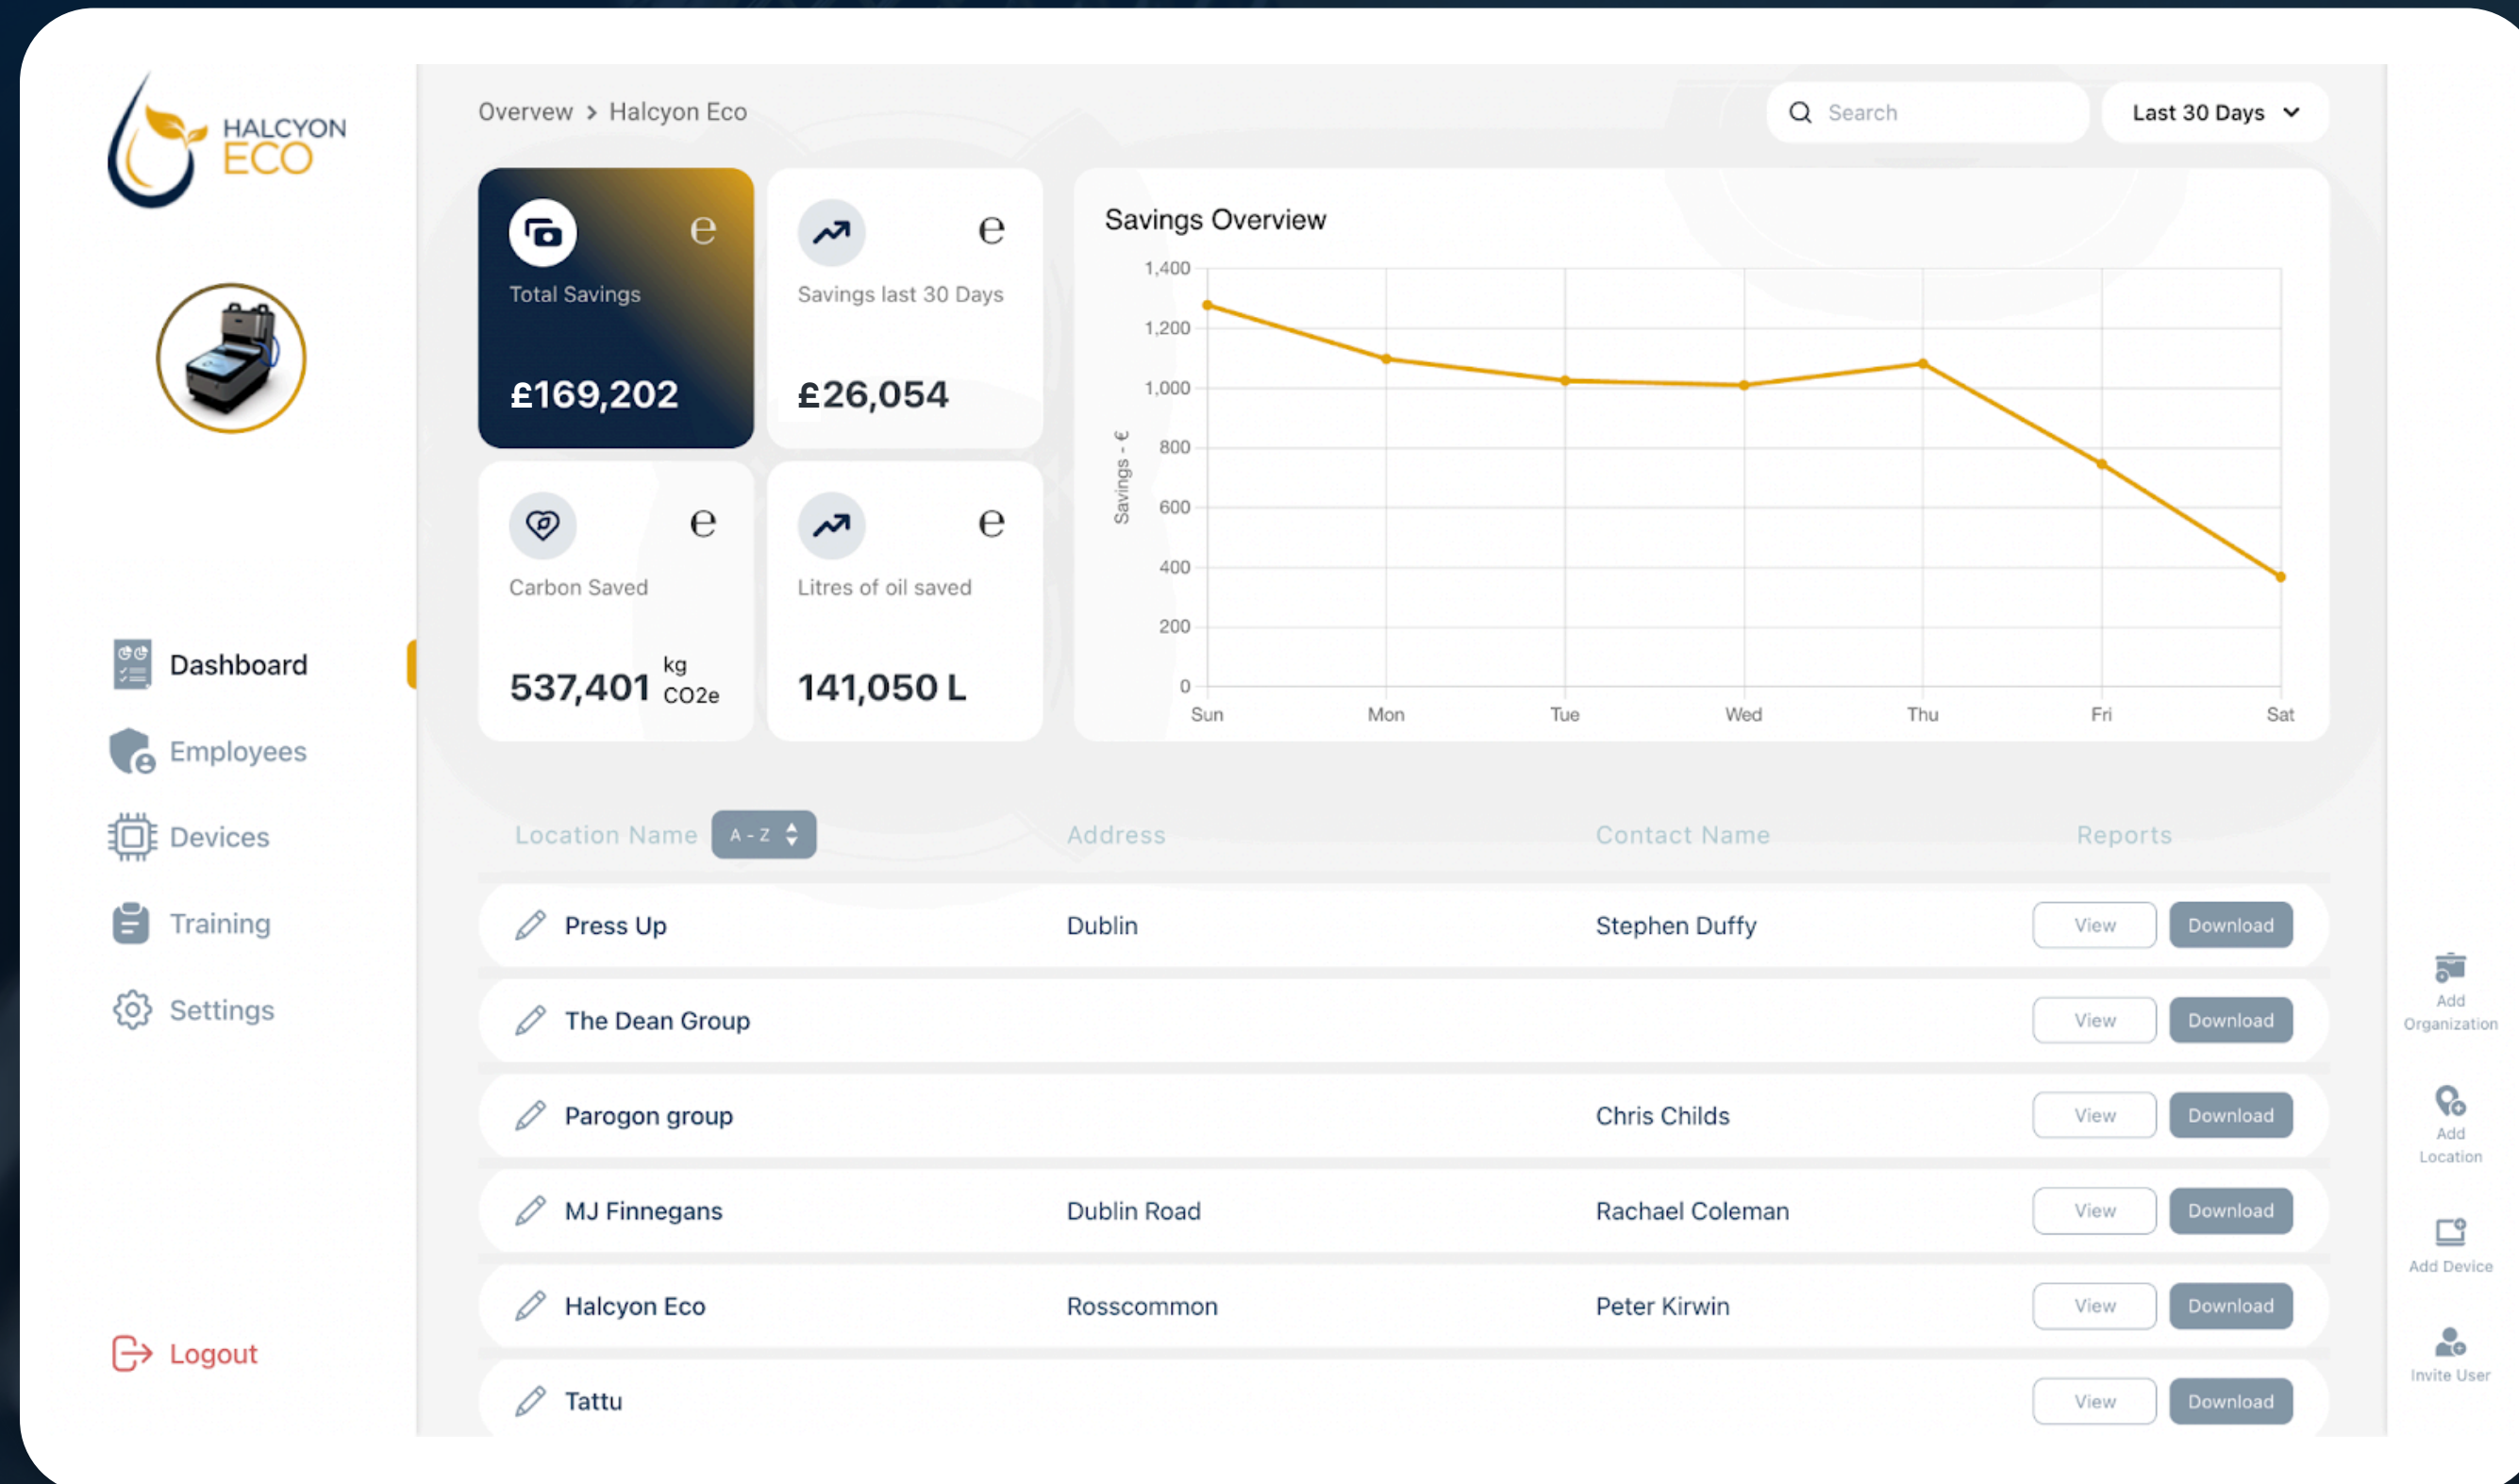 HALCYON
ECO
Dashboard
Employees
Devices
Training
Settings
Logout
Overvew > Halcyon Eco
Search
Last 30 Days
℮
Total Savings
£169,202
℮
Savings last 30 Days
£26,054
℮
Carbon Saved
537,401 kg CO2e
℮
Litres of oil saved
141,050 L
Savings Overview
Savings - €
1,400
1,200
1,000
800
600
400
200
0
Sun Mon Tue Wed Thu Fri Sat
Location Name A - Z Address Contact Name Reports
Press Up Dublin Stephen Duffy View Download
The Dean Group View Download
Parogon group Chris Childs View Download
MJ Finnegans Dublin Road Rachael Coleman View Download
Halcyon Eco Rosscommon Peter Kirwin View Download
Tattu View Download
Add
Organization
Add
Location
Add Device
Invite User